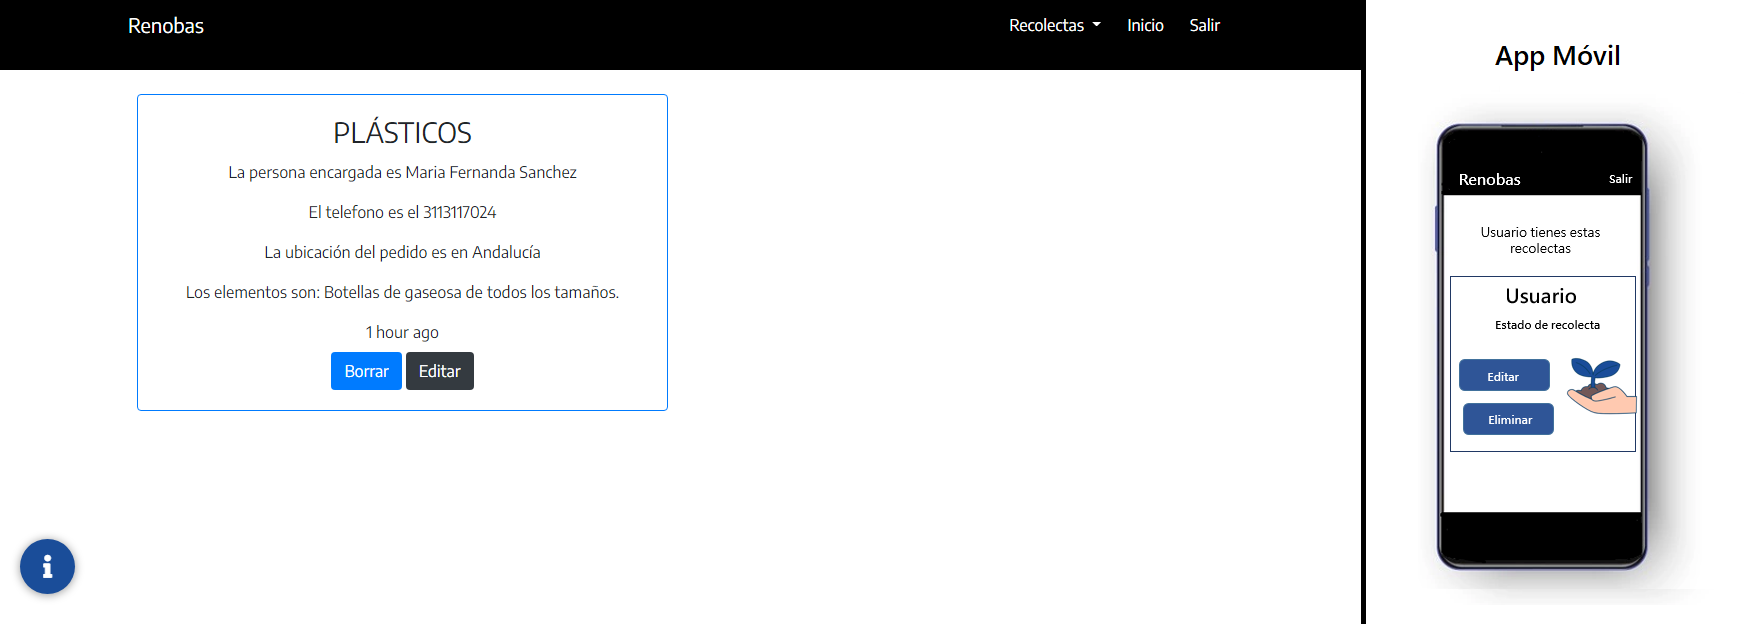 Renobas
Recolectas
Inicio
Salir
PLÁSTICOS
La persona encargada es Maria Fernanda Sanchez
El telefono es el 3113117024
La ubicación del pedido es en Andalucía
Los elementos son: Botellas de gaseosa de todos los tamaños.
1 hour ago
Borrar
Editar
App Móvil
Renobas
Salir
Usuario tienes estas
recolectas
Usuario
Estado de recolecta
Editar
Eliminar